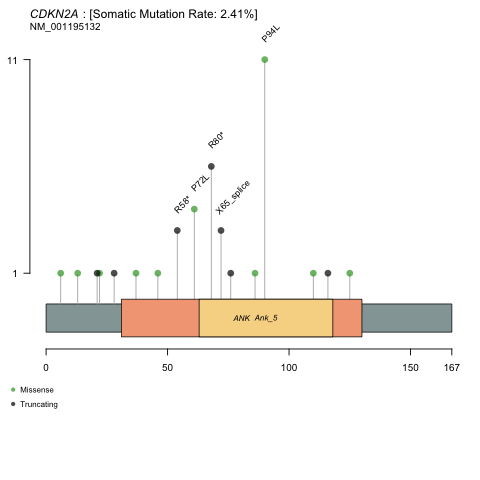 CDKN2A : [Somatic Mutation Rate: 2.41%]
NM_001195132
P94L
11
R80*
P72L
R58*
X65_splice
1
ANK Ank_5
0 50 100 150 167
Missense
Truncating